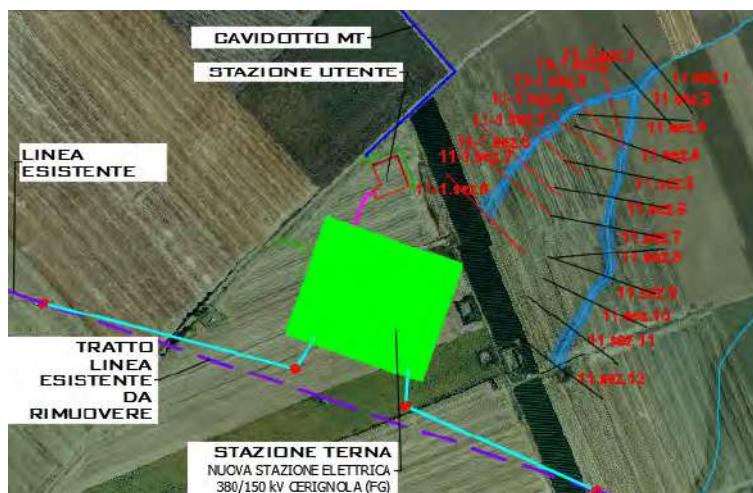 CAVIDOTTO MT
STAZIONE UTENTE
LINEA
ESISTENTE
TRATTO
LINEA
ESISTENTE
DA
RIMUOVERE
STAZIONE TERNA
NUOVA STAZIONE ELETTRICA
380/150 kV CERIGNOLA (FG)
11-1.sez.7
11.sez.1
11.sez.2
11.sez.4
11.sez.5
11.sez.6
11.sez.7
11.sez.8
11.sez.9
11.sez.10
11.sez.11
11.sez.12